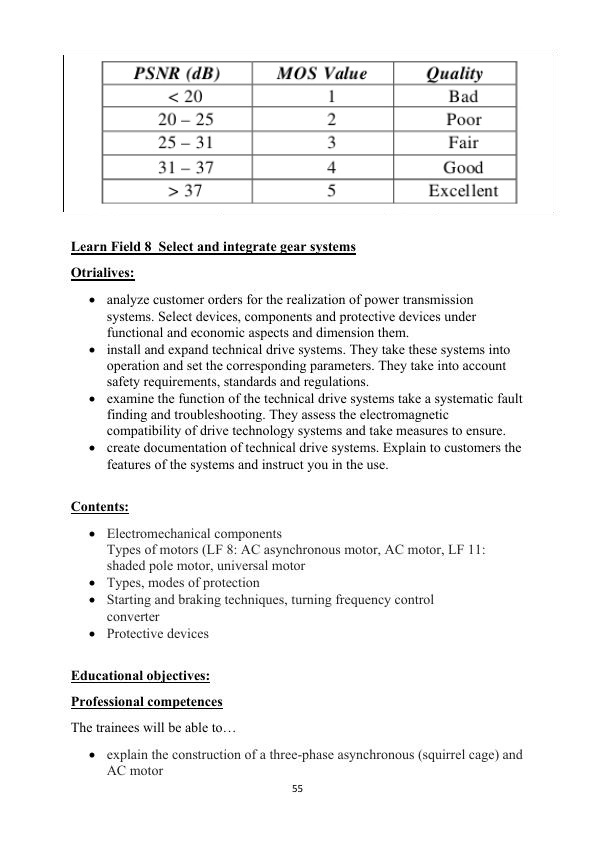 PSNR (dB) MOS Value Quality
< 20 1 Bad
20 – 25 2 Poor
25 – 31 3 Fair
31 – 37 4 Good
> 37 5 Excellent
Learn Field 8  Select and integrate gear systems
Otrialives:
• analyze customer orders for the realization of power transmission
systems. Select devices, components and protective devices under
functional and economic aspects and dimension them.
• install and expand technical drive systems. They take these systems into
operation and set the corresponding parameters. They take into account
safety requirements, standards and regulations.
• examine the function of the technical drive systems take a systematic fault
finding and troubleshooting. They assess the electromagnetic
compatibility of drive technology systems and take measures to ensure.
• create documentation of technical drive systems. Explain to customers the
features of the systems and instruct you in the use.
Contents:
• Electromechanical components
Types of motors (LF 8: AC asynchronous motor, AC motor, LF 11:
shaded pole motor, universal motor
• Types, modes of protection
• Starting and braking techniques, turning frequency control
converter
• Protective devices
Educational objectives:
Professional competences
The trainees will be able to…
• explain the construction of a three-phase asynchronous (squirrel cage) and
AC motor
55